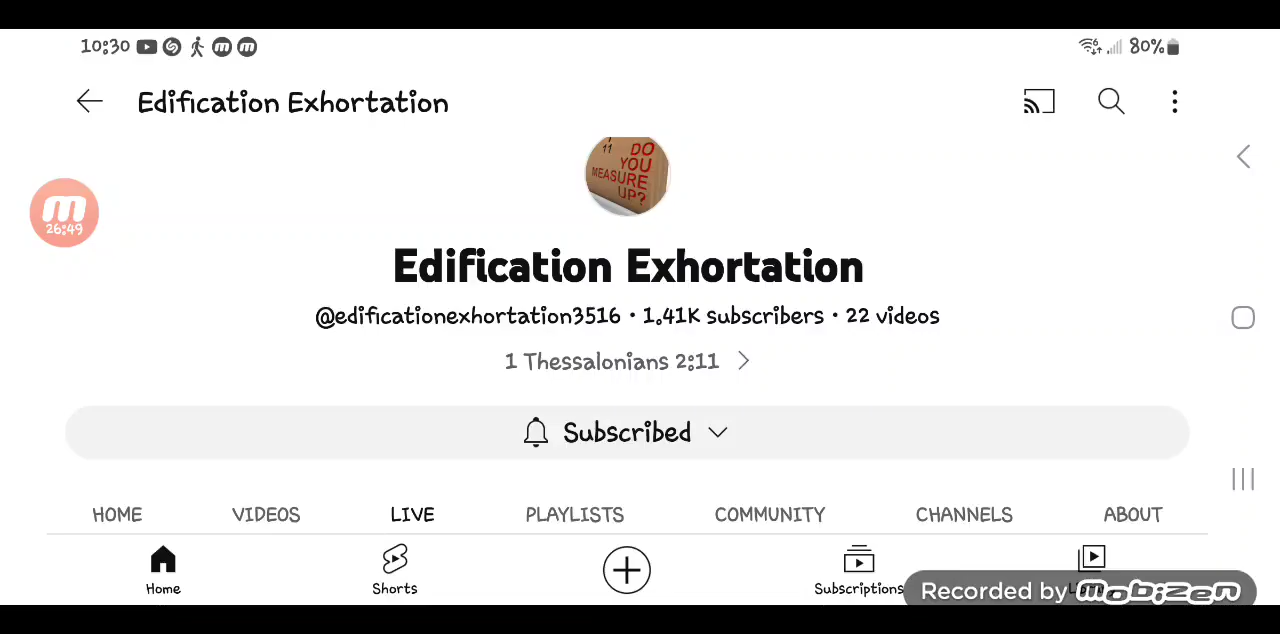 10:30
80%
Edification Exhortation
11 DO
YOU
MEASURE
UP?
m
26:49
Edification Exhortation
@edificationexhortation3516 • 1.41K subscribers • 22 videos
1 Thessalonians 2:11
Subscribed
HOME VIDEOS LIVE PLAYLISTS COMMUNITY CHANNELS ABOUT
Home Shorts Subscriptions
Recorded by mobizen